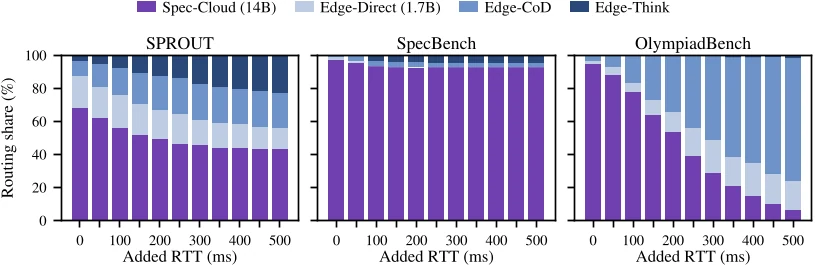 Spec-Cloud (14B) Edge-Direct (1.7B) Edge-CoD Edge-Think
SPROUT SpecBench OlympiadBench
Routing share (%)
100
80
60
40
20
0
0 100 200 300 400 500 0 100 200 300 400 500 0 100 200 300 400 500
Added RTT (ms) Added RTT (ms) Added RTT (ms)